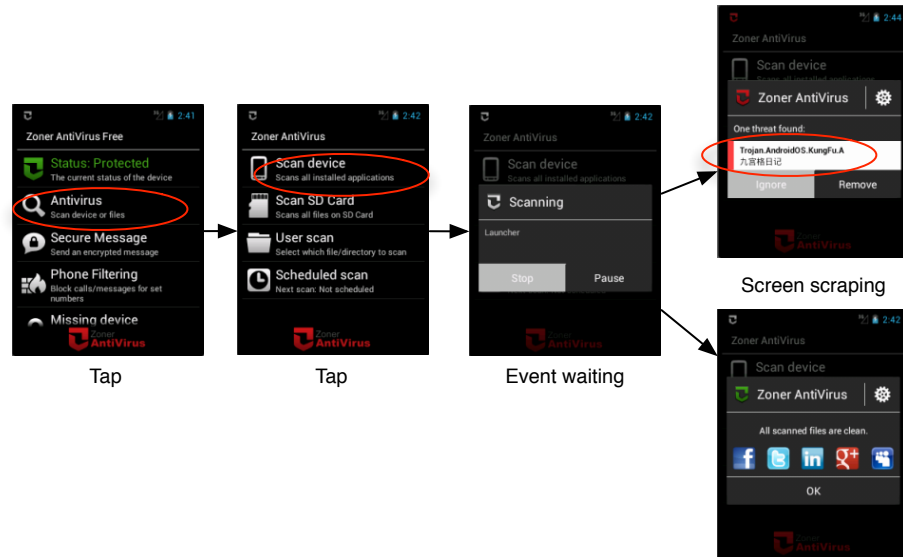 2:41
Zoner AntiVirus Free
Status: Protected
The current status of the device
Antivirus
Scan device or files
Secure Message
Send an encrypted message
Phone Filtering
Block calls/messages for set
numbers
Missing device
Zoner
AntiVirus
Tap
2:42
Zoner AntiVirus
Scan device
Scans all installed applications
Scan SD Card
Scans all files on SD Card
User scan
Select which file/directory to scan
Scheduled scan
Next scan: Not scheduled
Zoner
AntiVirus
Tap
2:42
Zoner AntiVirus
Scan device
Scans all installed applications
Scanning
Launcher
Stop
Pause
Zoner
AntiVirus
Event waiting
2:44
Zoner AntiVirus
Scan device
Scans all installed applications
Zoner AntiVirus
One threat found:
Trojan.AndroidOS.KungFu.A
九宫格日记
Ignore
Remove
Zoner
AntiVirus
Screen scraping
2:42
Zoner AntiVirus
Scan device
Zoner AntiVirus
All scanned files are clean.
OK
Zoner
AntiVirus